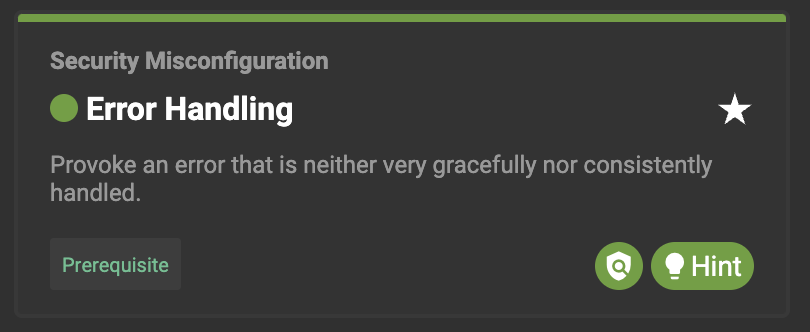 Security Misconfiguration
Error Handling
Provoke an error that is neither very gracefully nor consistently
handled.
Prerequisite
Hint